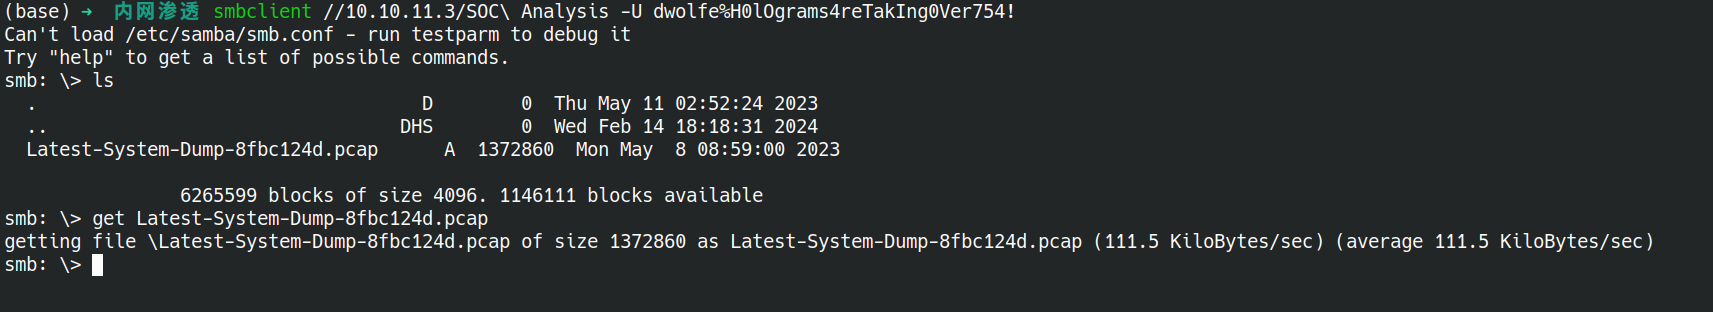 (base) → 内网渗透 smbclient //10.10.11.3/SOC\ Analysis -U dwolfe%H0lOgrams4reTakIng0Ver754!
Can't load /etc/samba/smb.conf - run testparm to debug it
Try "help" to get a list of possible commands.
smb: \> ls
. D 0 Thu May 11 02:52:24 2023
.. DHS 0 Wed Feb 14 18:18:31 2024
Latest-System-Dump-8fbc124d.pcap A 1372860 Mon May 8 08:59:00 2023
6265599 blocks of size 4096. 1146111 blocks available
smb: \> get Latest-System-Dump-8fbc124d.pcap
getting file \Latest-System-Dump-8fbc124d.pcap of size 1372860 as Latest-System-Dump-8fbc124d.pcap (111.5 KiloBytes/sec) (average 111.5 KiloBytes/sec)
smb: \>